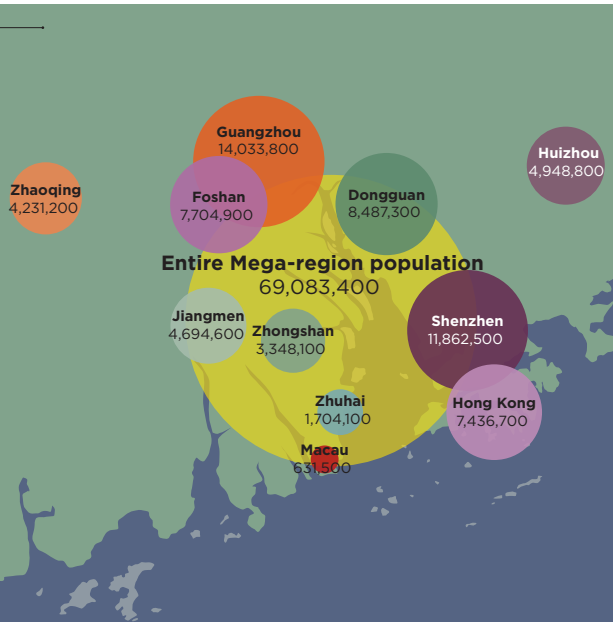 Guangzhou
14,033,800
Huizhou
4,948,800
Zhaoqing
4,231,200
Foshan
7,704,900
Dongguan
8,487,300
Entire Mega-region population
69,083,400
Jiangmen
4,694,600
Zhongshan
3,348,100
Shenzhen
11,862,500
Zhuhai
1,704,100
Hong Kong
7,436,700
Macau
631,500